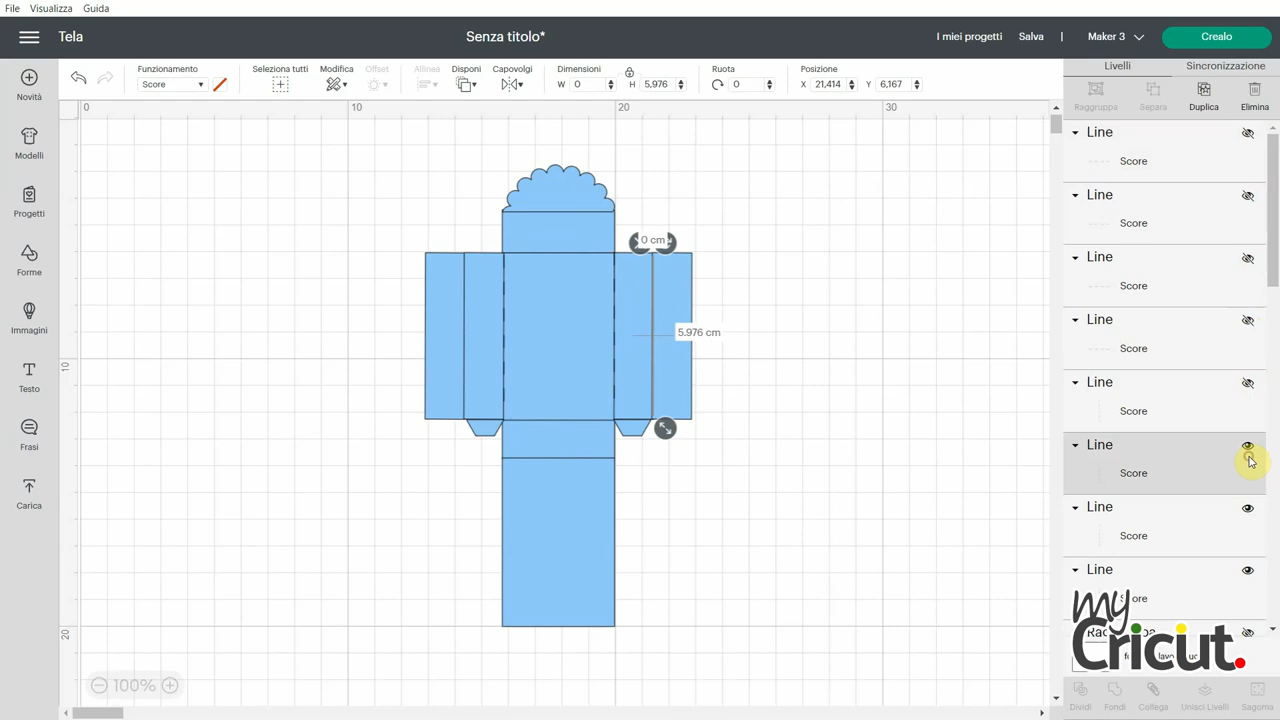 File Visualizza Guida
Tela
Senza titolo*
I miei progetti Salva | Maker 3 Crealo
Funzionamento Seleziona tutti Modifica Offset Allinea Disponi Capovolgi Dimensioni Ruota Posizione
Score W 0 H 5,976 0 X 21,414 Y 6,167
Livelli Sincronizzazione
Raggruppa Separa Duplica Elimina
Novità
Modelli
Progetti
Forme
Immagini
Testo
Frasi
Carica
0 10 20 30
10
20
0 cm
5.976 cm
100%
Line
Score
Line
Score
Line
Score
Line
Score
Line
Score
Line
Score
Line
Score
Line
my
Cricut.
Dividi Fondi Collega Unisci Livelli Sagoma